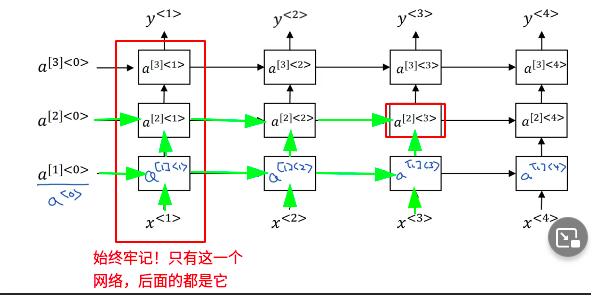 y<1> y<2> y<3> y<4>
a[3]<0> a[3]<1> a[3]<2> a[3]<3> a[3]<4>
a[2]<0> a[2]<1> a[2]<2> a[2]<3> a[2]<4>
a[1]<0> a[1]<1> a[1]<2> a[1]<3> a[1]<4>
a[0]
x<1> x<2> x<3> x<4>
始终牢记！只有这一个
网络，后面的都是它